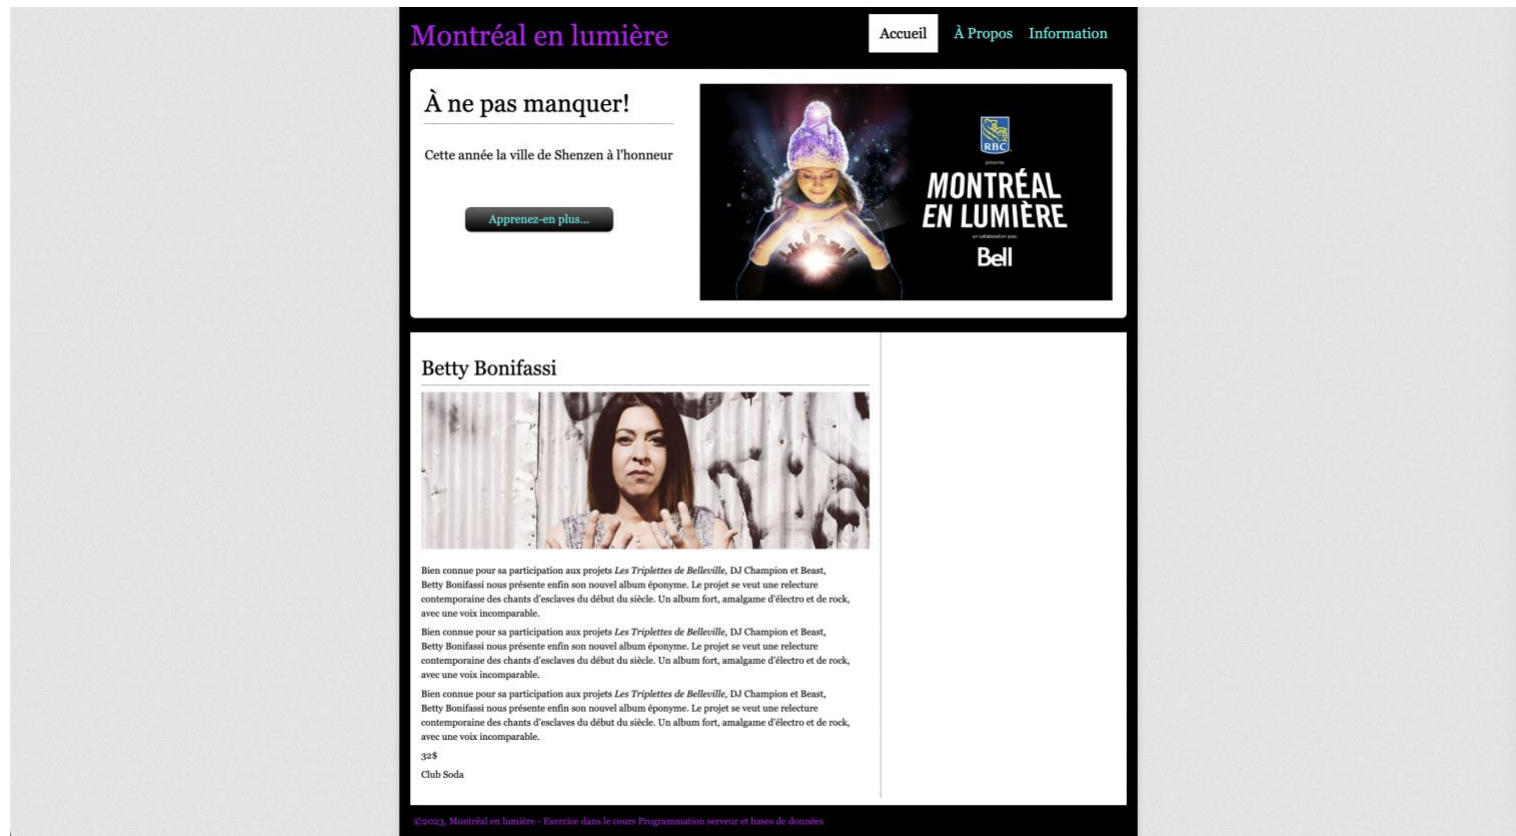 Montréal en lumière
Accueil
À Propos
Information
À ne pas manquer!
Cette année la ville de Shenzen à l'honneur
Apprenez-en plus...
RBC
présente
MONTRÉAL
EN LUMIÈRE
en collaboration avec
Bell
Betty Bonifassi
Bien connue pour sa participation aux projets Les Triplettes de Belleville, DJ Champion et Beast,
Betty Bonifassi nous présente enfin son nouvel album éponyme. Le projet se veut une relecture
contemporaine des chants d'esclaves du début du siècle. Un album fort, amalgame d'électro et de rock,
avec une voix incomparable.
Bien connue pour sa participation aux projets Les Triplettes de Belleville, DJ Champion et Beast,
Betty Bonifassi nous présente enfin son nouvel album éponyme. Le projet se veut une relecture
contemporaine des chants d'esclaves du début du siècle. Un album fort, amalgame d'électro et de rock,
avec une voix incomparable.
Bien connue pour sa participation aux projets Les Triplettes de Belleville, DJ Champion et Beast,
Betty Bonifassi nous présente enfin son nouvel album éponyme. Le projet se veut une relecture
contemporaine des chants d'esclaves du début du siècle. Un album fort, amalgame d'électro et de rock,
avec une voix incomparable.
32$
Club Soda
©2023, Montréal en lumière - Exercice dans le cours Programmation serveur et bases de données